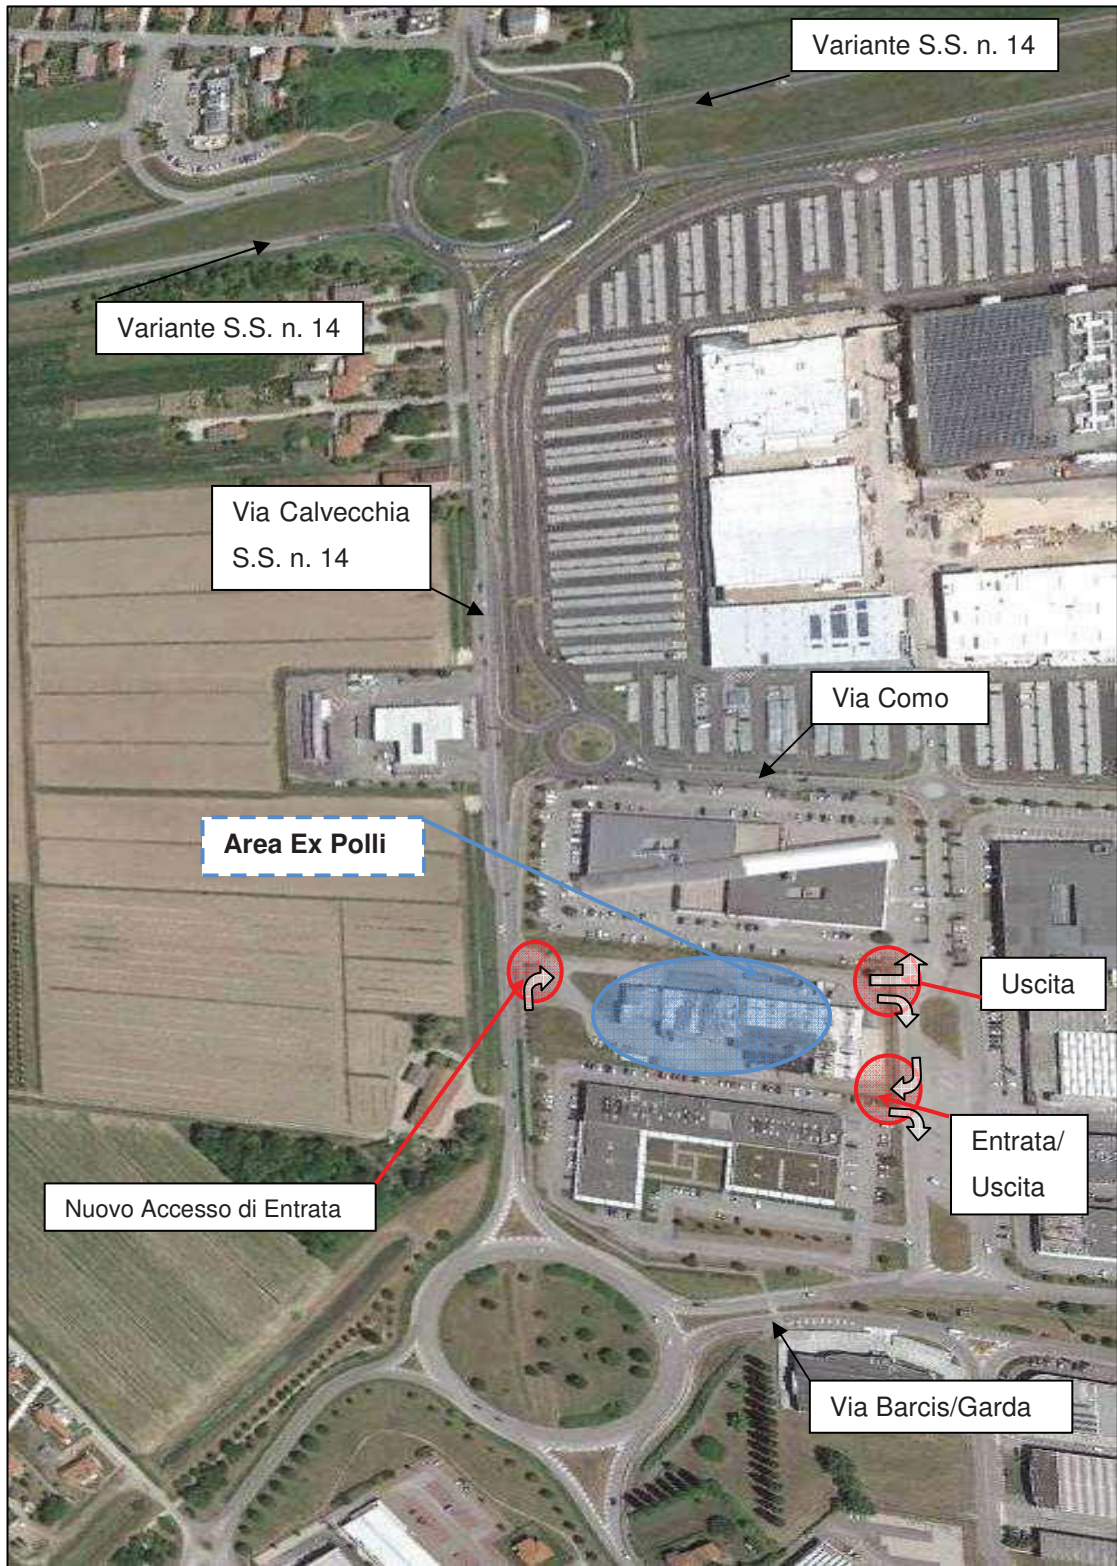 Variante S.S. n. 14
Variante S.S. n. 14
Via Calvecchia
S.S. n. 14
Via Como
Area Ex Polli
Uscita
Entrata/
Uscita
Nuovo Accesso di Entrata
Via Barcis/Garda